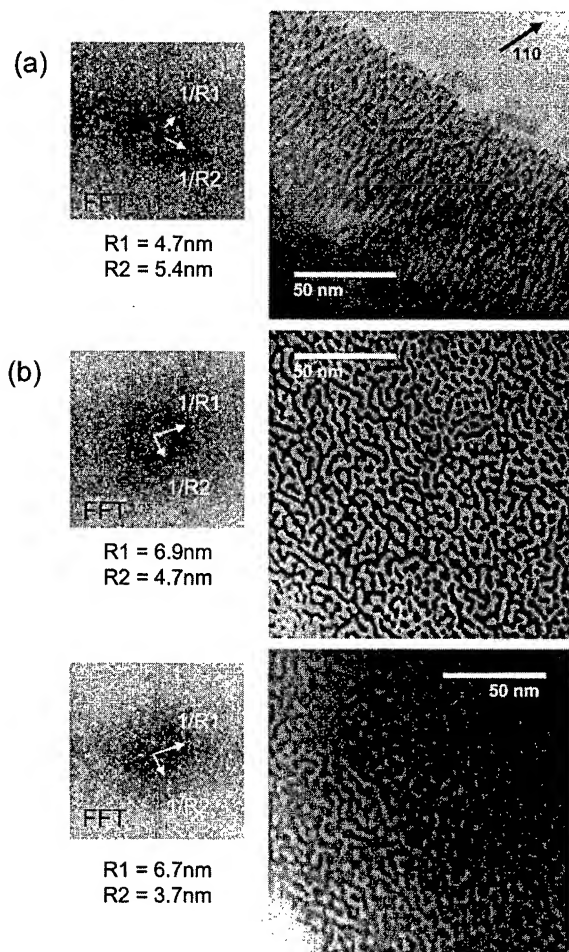 (a)
1/R1
1/R2
FFT
R1 = 4.7nm
R2 = 5.4nm
110
50 nm
(b)
1/R1
1/R2
FFT
R1 = 6.9nm
R2 = 4.7nm
50 nm
1/R1
1/R2
FFT
R1 = 6.7nm
R2 = 3.7nm
50 nm